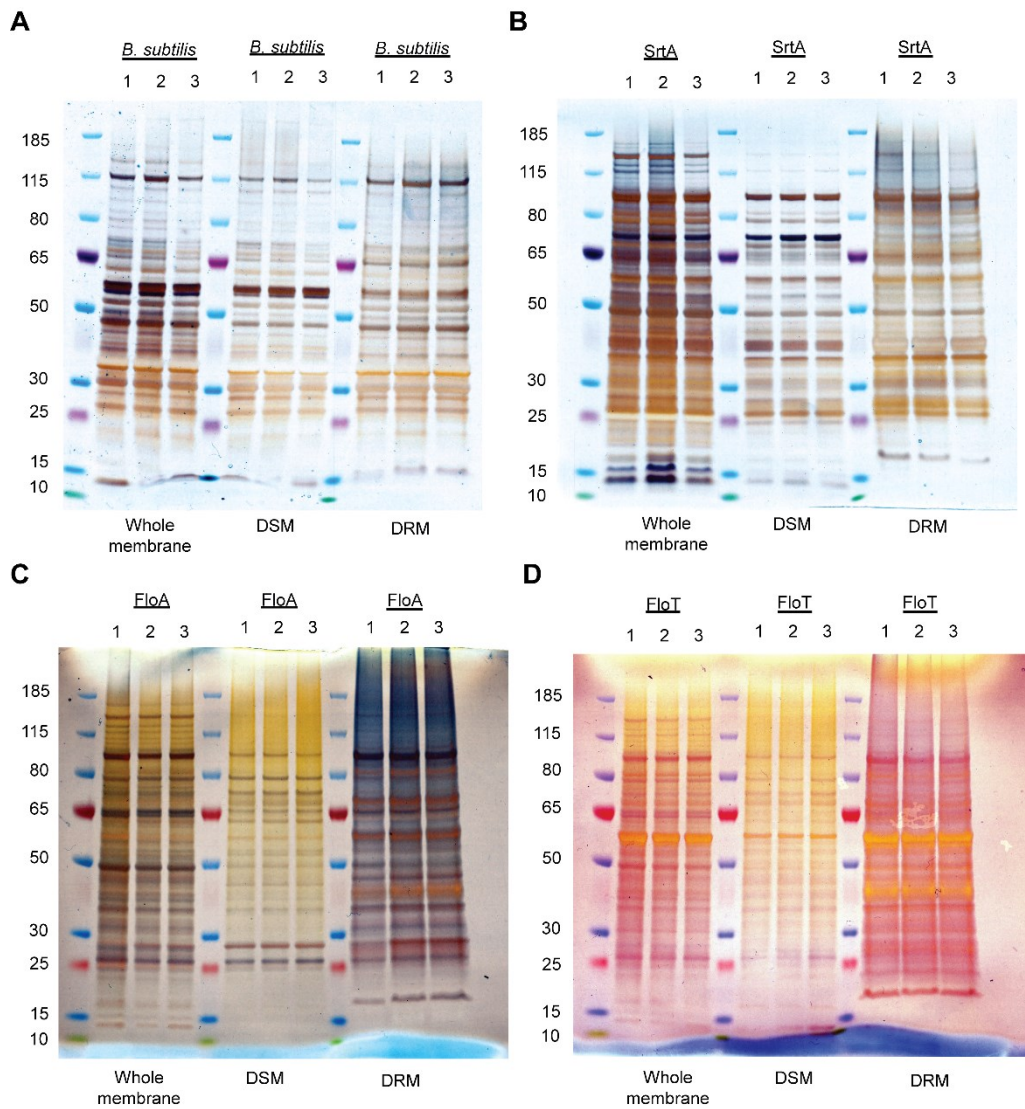 A
B. subtilis B. subtilis B. subtilis
1 2 3 1 2 3 1 2 3
185
115
80
65
50
30
25
15
10
Whole membrane DSM DRM
B
SrtA SrtA SrtA
1 2 3 1 2 3 1 2 3
185
115
80
65
50
30
25
15
10
Whole membrane DSM DRM
C
FloA FloA FloA
1 2 3 1 2 3 1 2 3
185
115
80
65
50
30
25
15
10
Whole membrane DSM DRM
D
FloT FloT FloT
1 2 3 1 2 3 1 2 3
185
115
80
65
50
30
25
15
10
Whole membrane DSM DRM